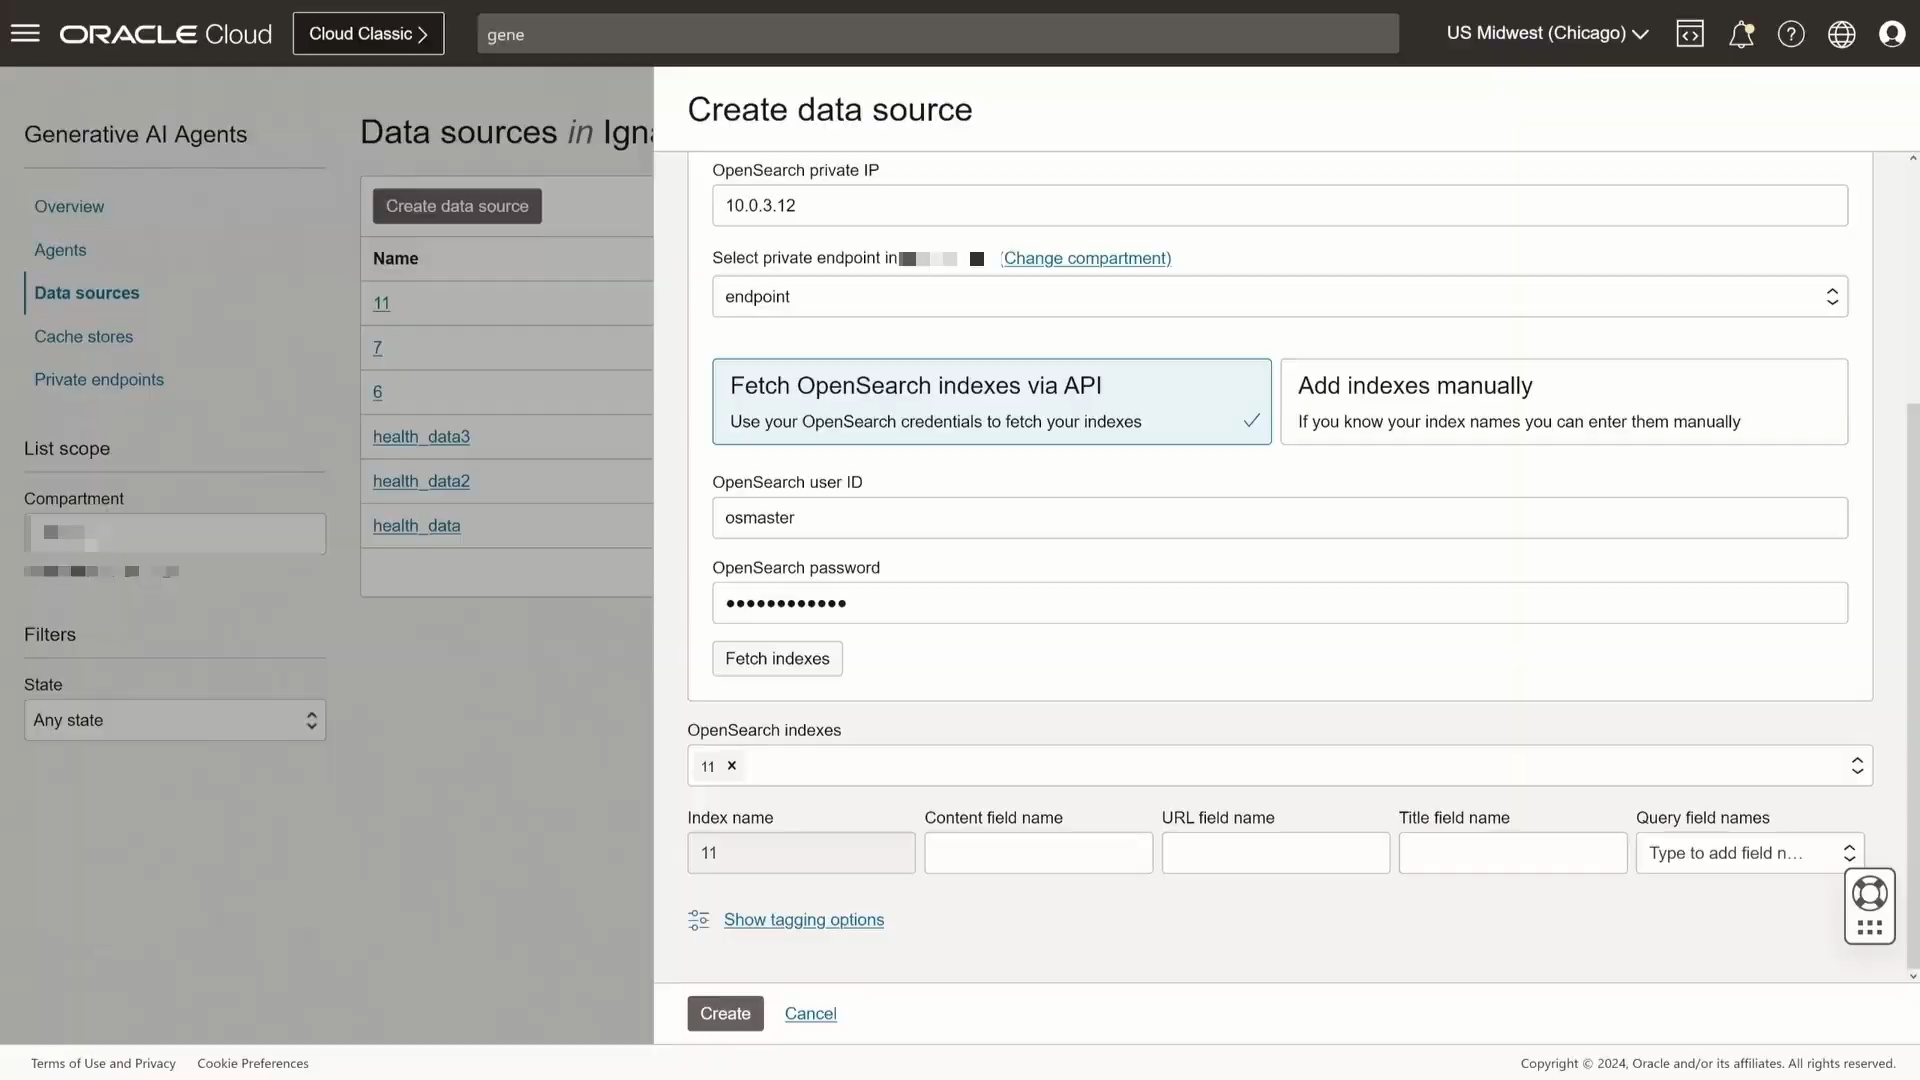 ORACLE Cloud
Cloud Classic
gene
US Midwest (Chicago)
Generative AI Agents
Overview
Agents
Data sources
Cache stores
Private endpoints
List scope
Compartment
Filters
State
Any state
Data sources in Igna
Create data source
Name
11
7
6
health_data3
health_data2
health_data
Create data source
OpenSearch private IP
10.0.3.12
Select private endpoint in (Change compartment)
endpoint
Fetch OpenSearch indexes via API
Use your OpenSearch credentials to fetch your indexes
Add indexes manually
If you know your index names you can enter them manually
OpenSearch user ID
osmaster
OpenSearch password
••••••••••••
Fetch indexes
OpenSearch indexes
11 ×
Index name Content field name URL field name Title field name Query field names
11 Type to add field n...
Show tagging options
Create Cancel
Terms of Use and Privacy Cookie Preferences
Copyright © 2024, Oracle and/or its affiliates. All rights reserved.